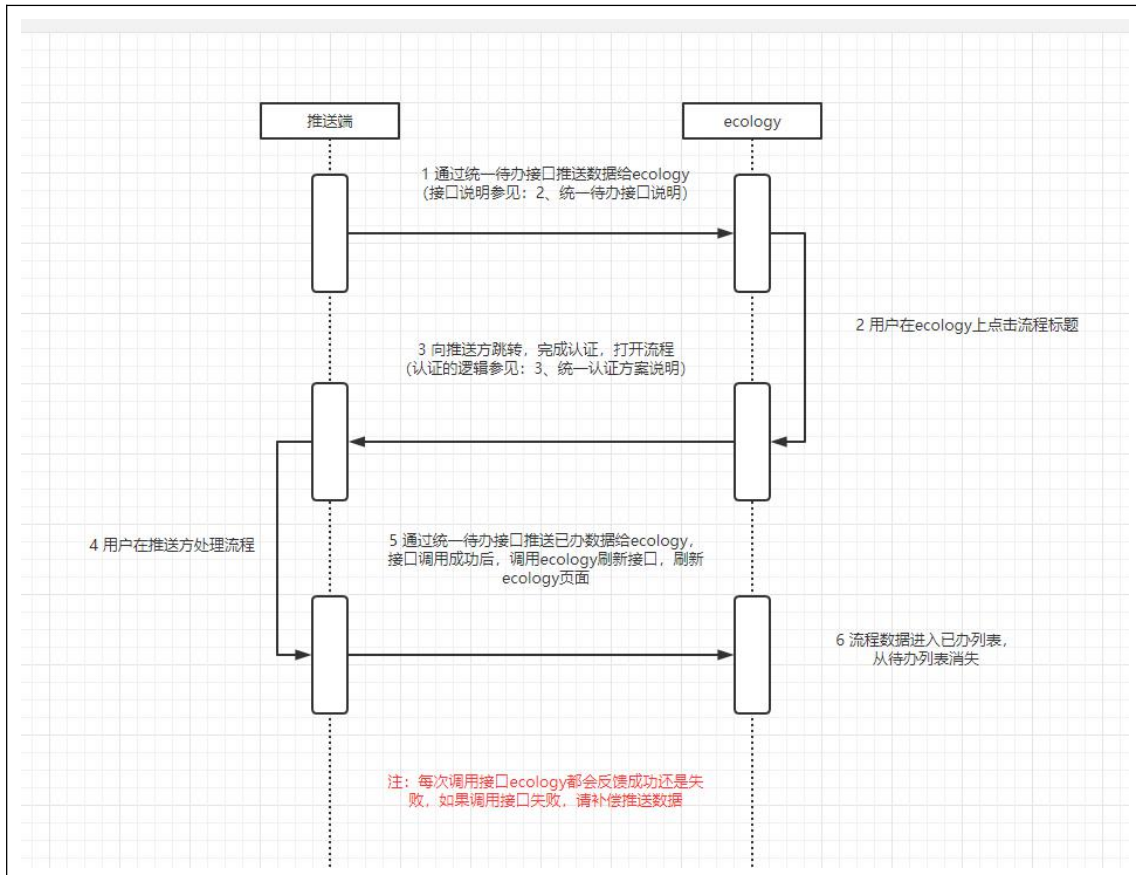 推送端
ecology
1 通过统一待办接口推送数据给ecology
（接口说明参见：2、统一待办接口说明）
2 用户在ecology上点击流程标题
3 向推送方跳转，完成认证，打开流程
（认证的逻辑参见：3、统一认证方案说明）
4 用户在推送方处理流程
5 通过统一待办接口推送已办数据给ecology，
接口调用成功后，调用ecology刷新接口，刷新
ecology页面
6 流程数据进入已办列表，
从待办列表消失
注：每次调用接口ecology都会反馈成功还是失
败，如果调用接口失败，请补偿推送数据